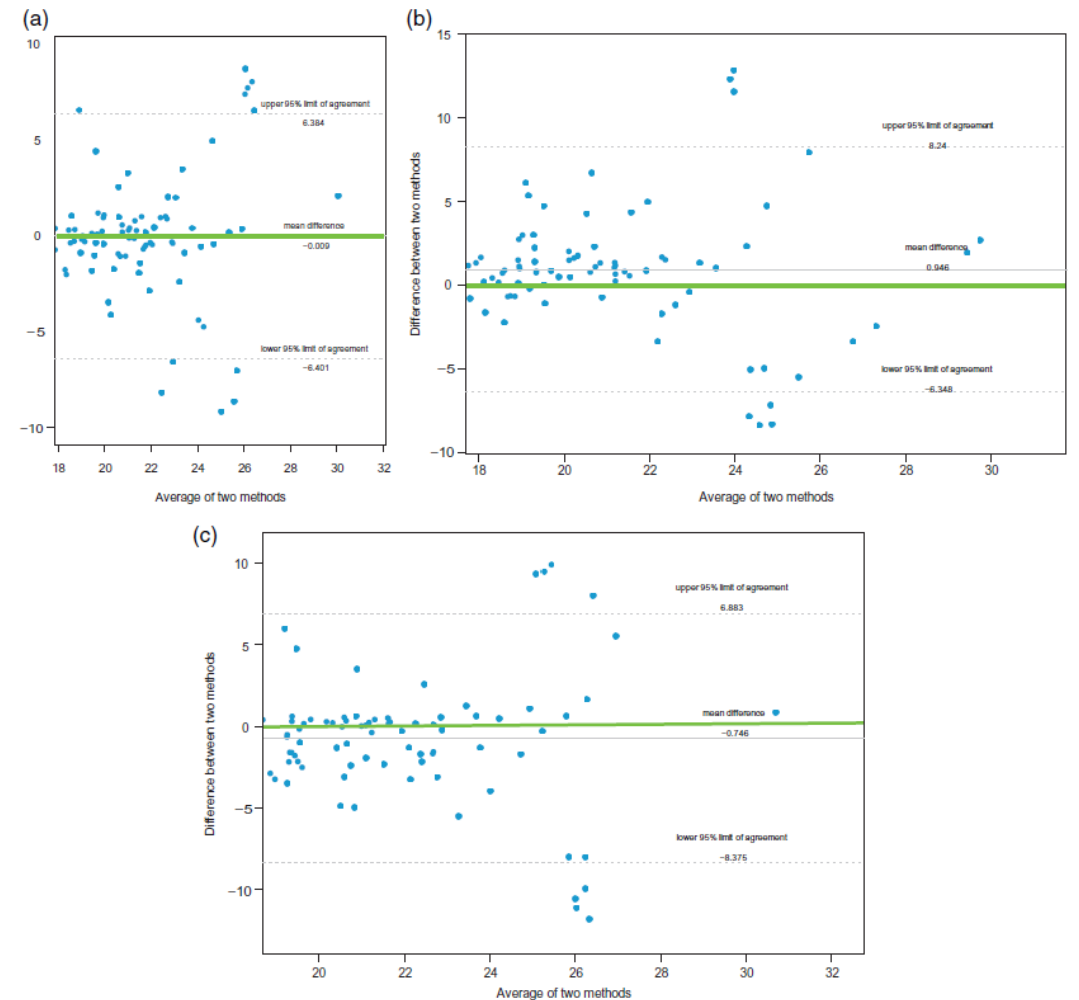 (a)
10
5
0
−5
−10
upper 95% limit of agreement
6.384
mean difference
−0.009
lower 95% limit of agreement
−6.401
18 20 22 24 26 28 30 32
Average of two methods
(b)
Difference between two methods
15
10
5
0
−5
−10
upper 95% limit of agreement
8.24
mean difference
0.946
lower 95% limit of agreement
−6.348
18 20 22 24 26 28 30
Average of two methods
(c)
Difference between two methods
10
5
0
−5
−10
upper 95% limit of agreement
6.883
mean difference
−0.746
lower 95% limit of agreement
−8.375
20 22 24 26 28 30 32
Average of two methods